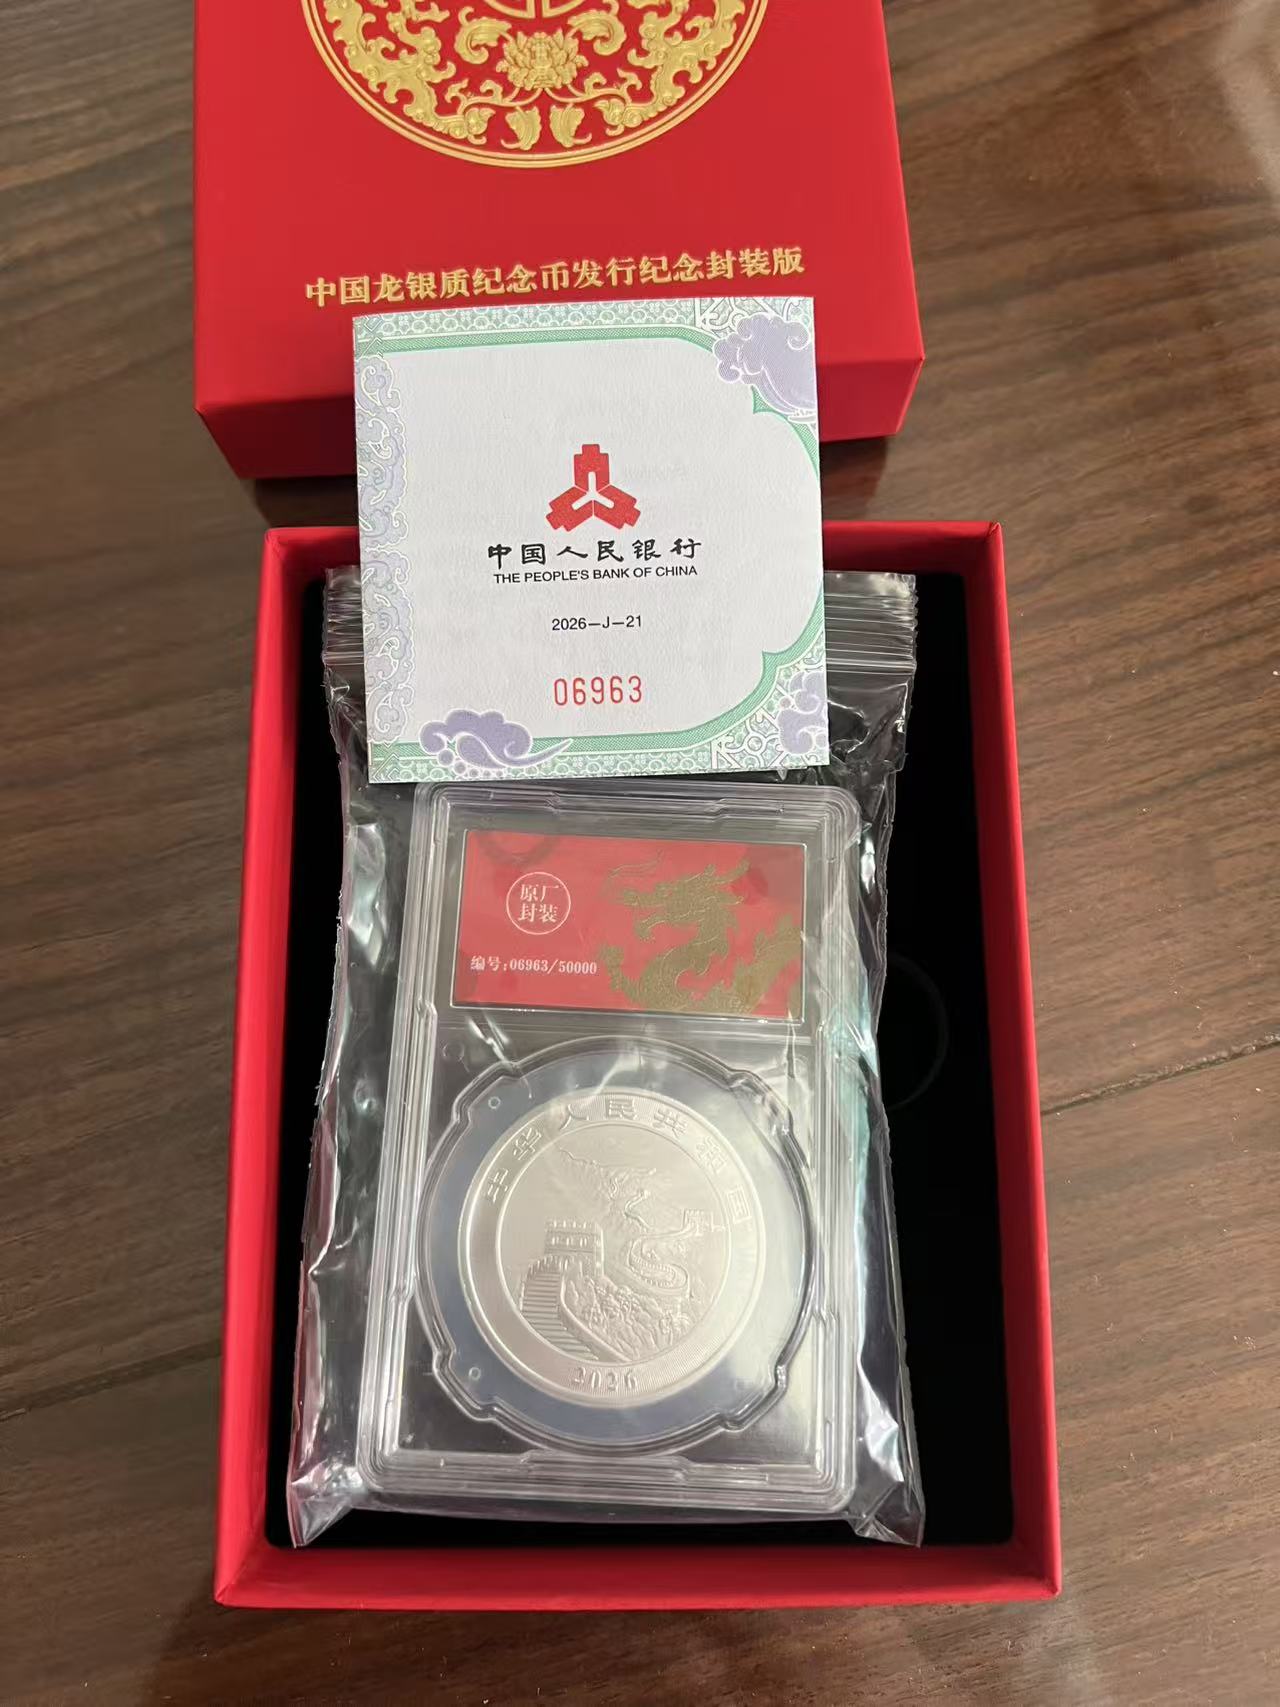 中国龙银质纪念币发行纪念封装版
中国人民银行
THE PEOPLE'S BANK OF CHINA
2026-J-21
06963
原厂
封装
编号:06963/50000
中华人民共和国
2026